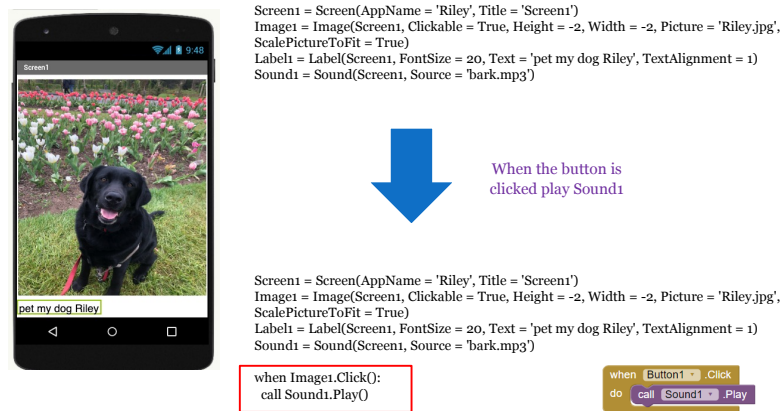 9:48
Screen1
pet my dog Riley
Screen1 = Screen(AppName = 'Riley', Title = 'Screen1')
Image1 = Image(Screen1, Clickable = True, Height = -2, Width = -2, Picture = 'Riley.jpg',
ScalePictureToFit = True)
Label1 = Label(Screen1, FontSize = 20, Text = 'pet my dog Riley', TextAlignment = 1)
Sound1 = Sound(Screen1, Source = 'bark.mp3')
When the button is
clicked play Sound1
Screen1 = Screen(AppName = 'Riley', Title = 'Screen1')
Image1 = Image(Screen1, Clickable = True, Height = -2, Width = -2, Picture = 'Riley.jpg',
ScalePictureToFit = True)
Label1 = Label(Screen1, FontSize = 20, Text = 'pet my dog Riley', TextAlignment = 1)
Sound1 = Sound(Screen1, Source = 'bark.mp3')
when Image1.Click():
call Sound1.Play()
when Button1 .Click
do call Sound1 .Play